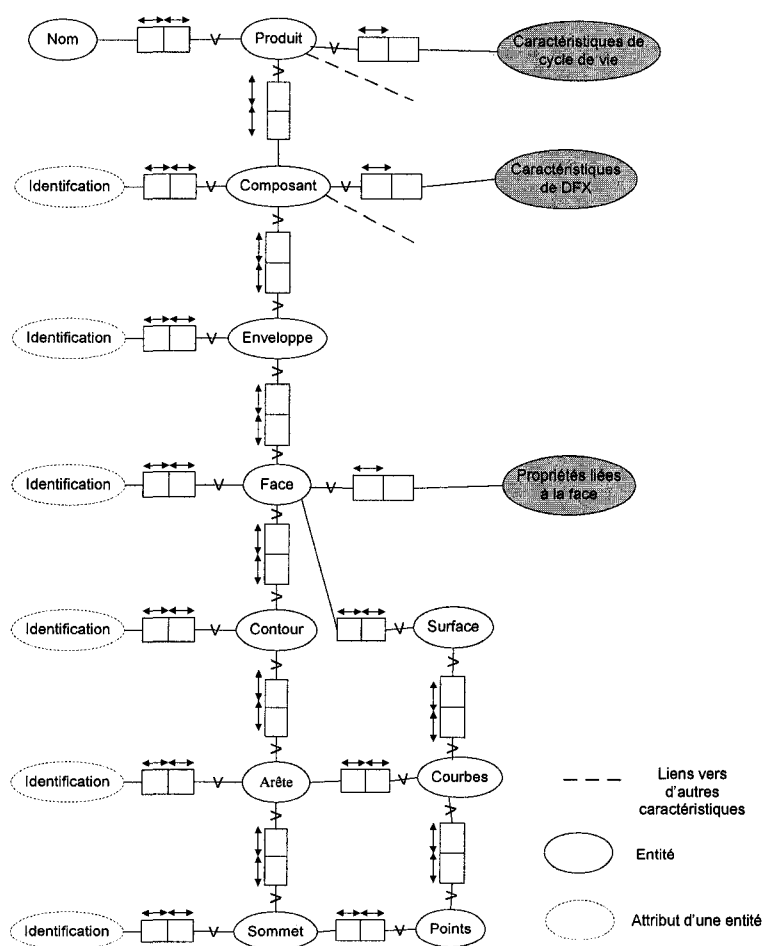 Nom
Produit
Caractéristiques de
cycle de vie
Identifcation
Composant
Caractéristiques
de DFX
Identification
Enveloppe
Identification
Face
Propriétés liées
à la face
Identification
Contour
Surface
Identification
Arête
Courbes
Liens vers
d'autres
caractéristiques
Entité
Identification
Sommet
Points
Attribut d'une entité